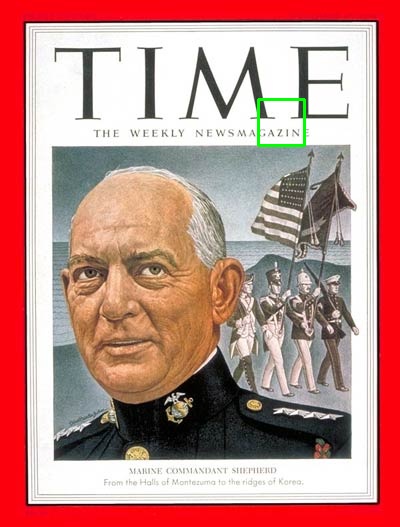 TIME
THE WEEKLY NEWSMAGAZINE
MARINE COMMANDANT SHEPHERD
From the Halls of Montezuma to the ridges of Korea.